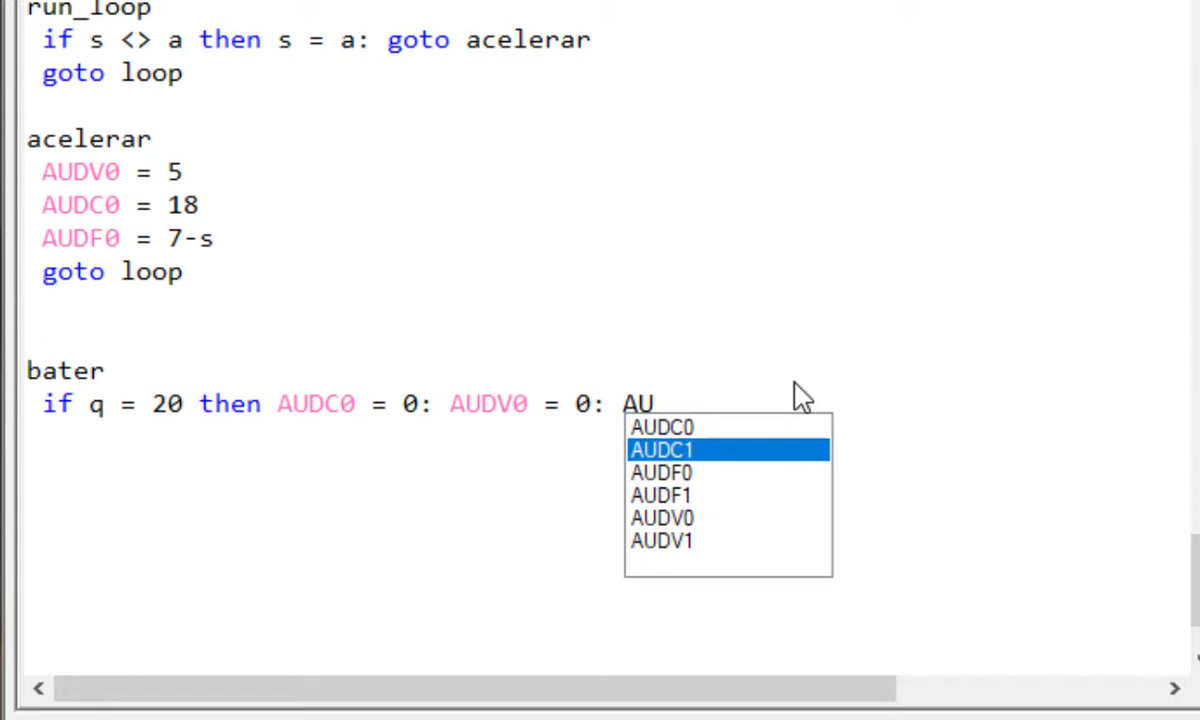 run_loop
if s <> a then s = a: goto acelerar
goto loop
acelerar
AUDV0 = 5
AUDC0 = 18
AUDF0 = 7-s
goto loop
bater
if q = 20 then AUDC0 = 0: AUDV0 = 0: AU
AUDC0
AUDC1
AUDF0
AUDF1
AUDV0
AUDV1